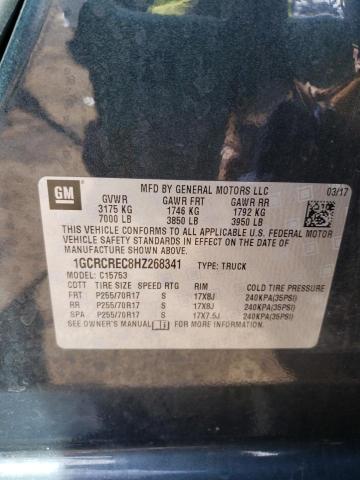 GM
MFD BY GENERAL MOTORS LLC
03/17
GVWR GAWR FRT GAWR RR
3175 KG 1746 KG 1792 KG
7000 LB 3850 LB 3950 LB
THIS VEHICLE CONFORMS TO ALL APPLICABLE U.S. FEDERAL MOTOR
VEHICLE SAFETY STANDARDS IN EFFECT ON THE DATE OF
MANUFACTURE SHOWN ABOVE.
1GCRCREC8HZ268341 TYPE: TRUCK
MODEL: C15753
CDTT TIRE SIZE SPEED RTG RIM COLD TIRE PRESSURE
FRT P255/70R17 S 17X8J 240KPA(35PSI)
RR P255/70R17 S 17X8J 240KPA(35PSI)
SPA P255/70R17 S 17X7.5J 240KPA(35PSI)
SEE OWNER'S MANUAL FOR MORE INFORMATION.